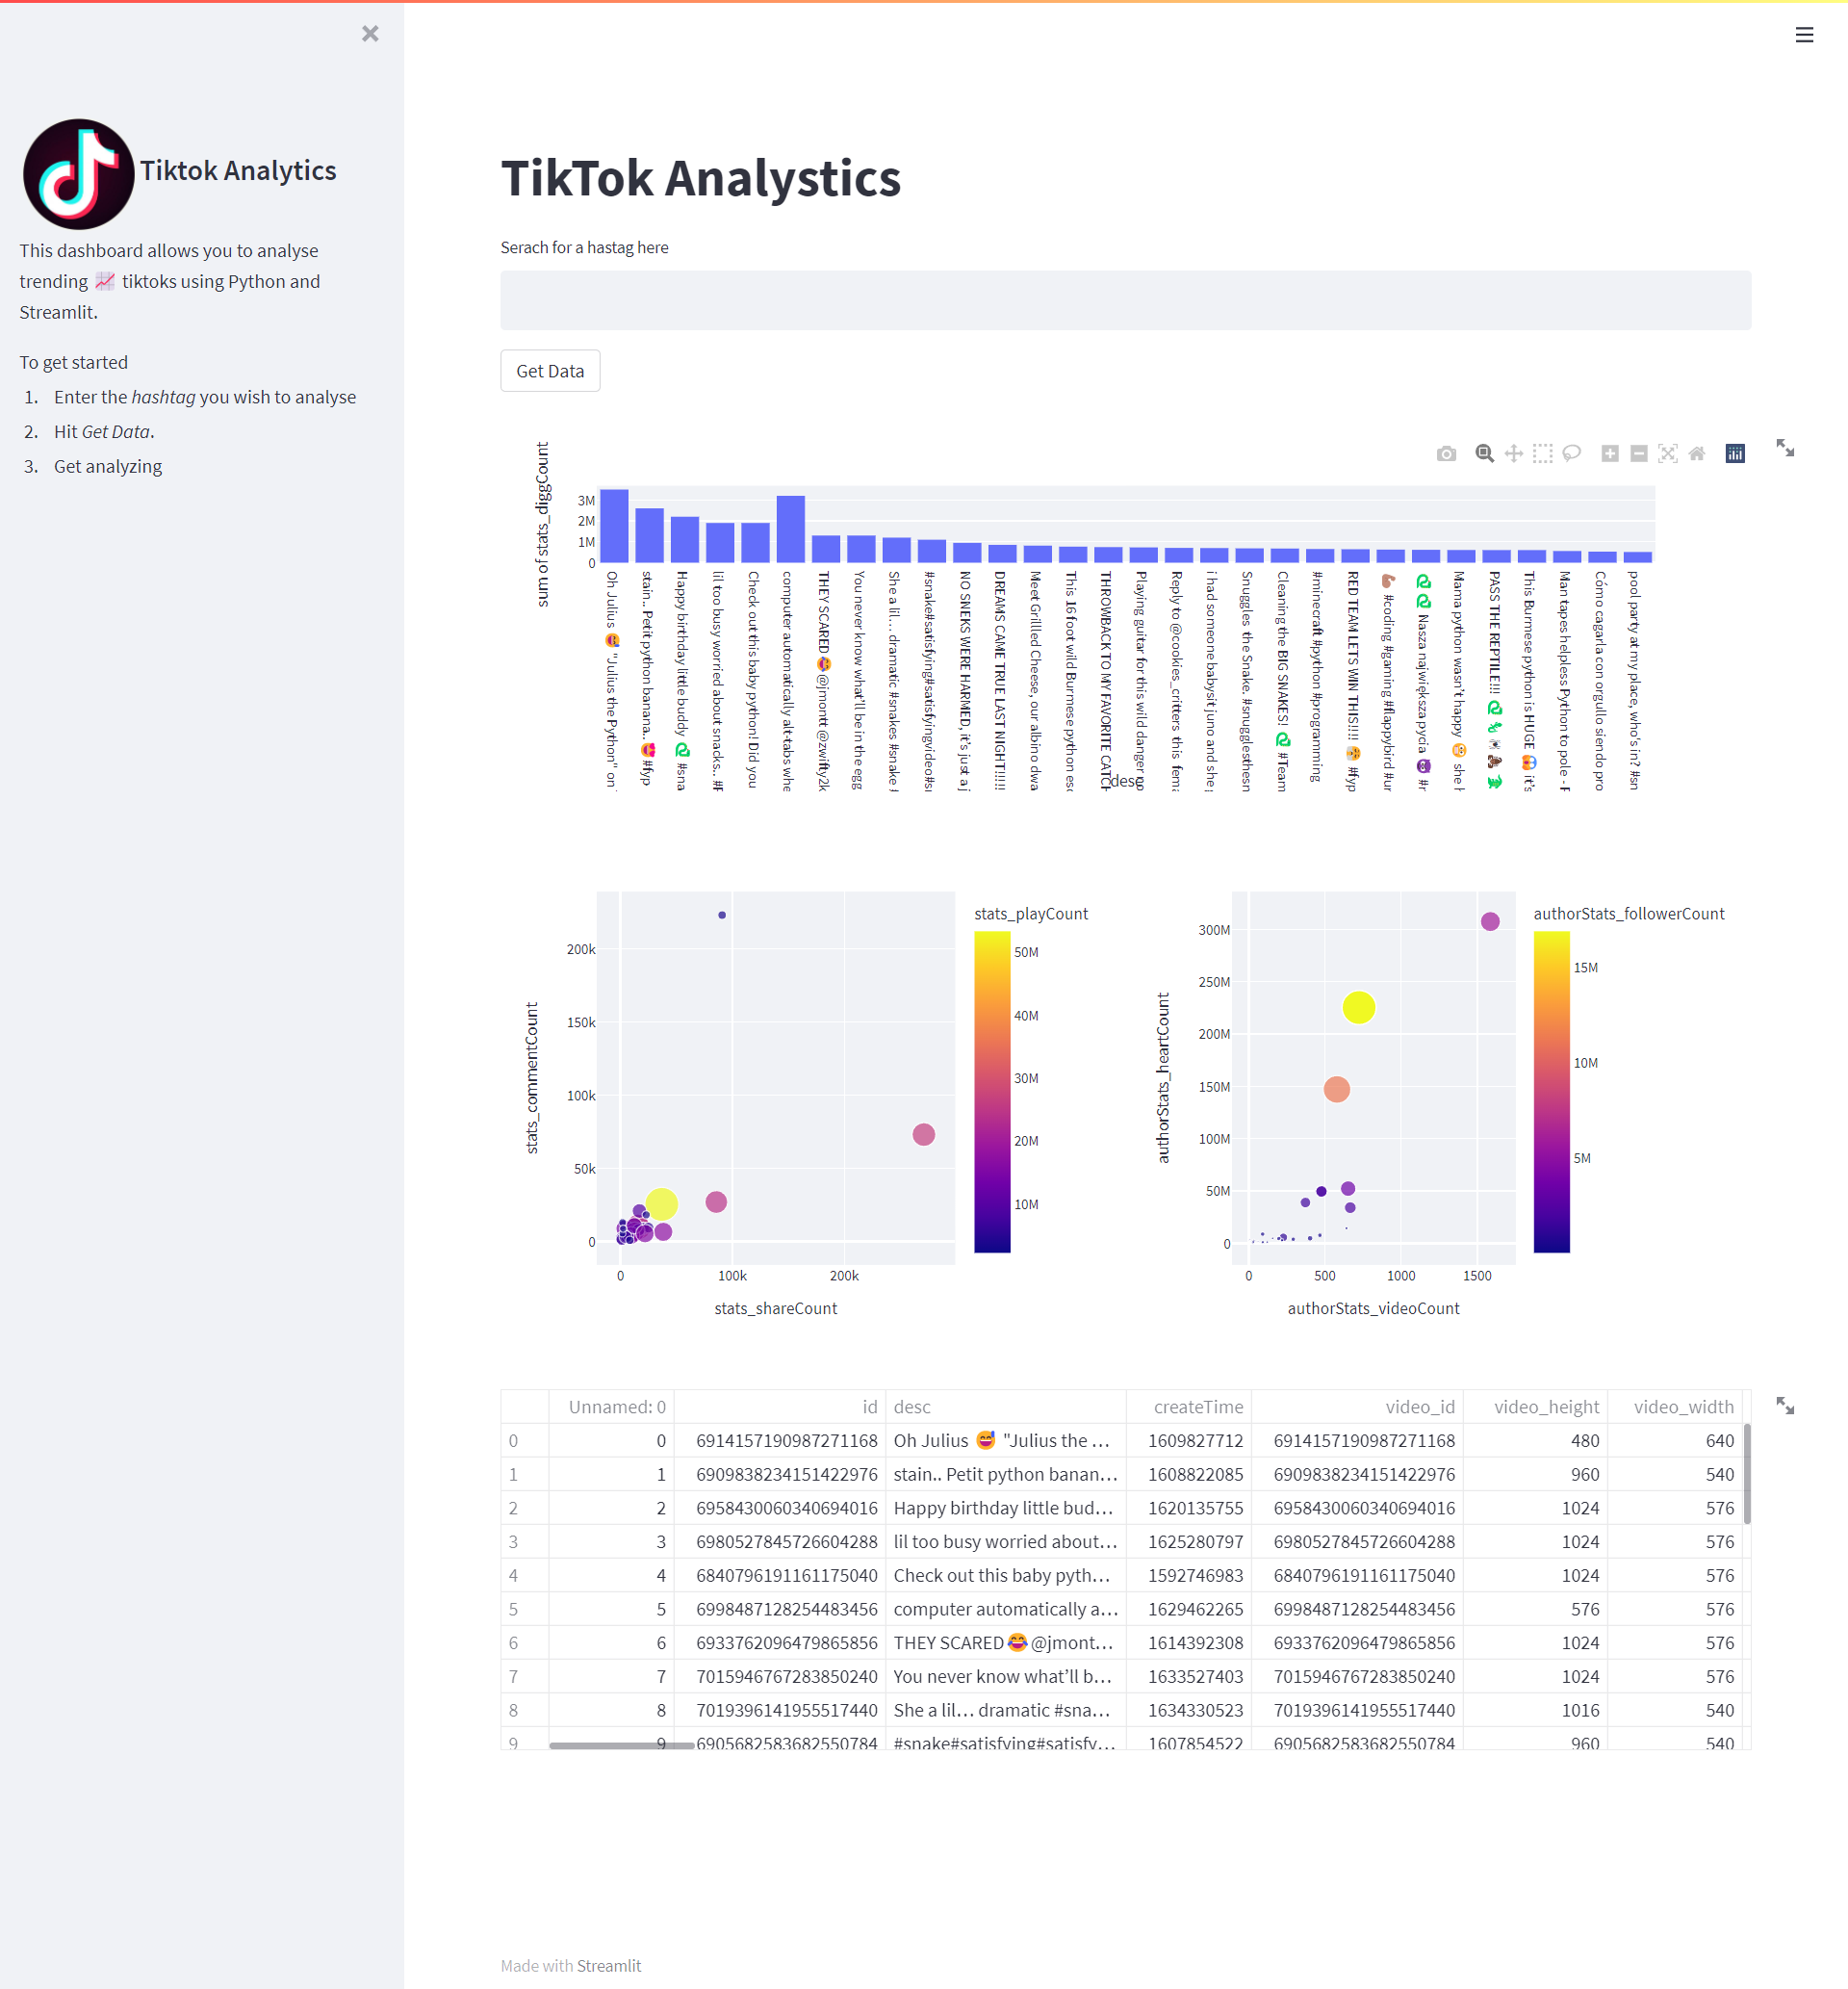 Tiktok Analytics
This dashboard allows you to analyse
trending 📈 tiktoks using Python and
Streamlit.
To get started
1. Enter the hashtag you wish to analyse
2. Hit Get Data.
3. Get analyzing
TikTok Analystics
Serach for a hastag here
Get Data
sum of stats_diggCount
3M
2M
1M
0
Oh Julius 😅 "Julius the Python" on
stain.. Petit python banana.. 🥰 #fyp
Happy birthday little buddy 🐍 #sna
lil too busy worried about snacks.. #F
Check out this baby python! Did you
computer automatically alt-tabs whe
THEY SCARED 😂 @jmontt @zwifty2k
You never know what’ll be in the egg
She a lil… dramatic #snakes #snake #
#snake#satisfying#satisfyingvideo#s
NO SNEKS WERE HARMED, it's just a j
DREAMS CAME TRUE LAST NIGHT!!!!!
Meet Grillled Cheese, our albino dwa
This 16 foot wild Burmese python esc
THROWBACK TO MY FAVORITE CATCH
Playing guitar for this wild danger
Reply to @cookies_critters this fema
i had someone babysit juno and she
Snuggles the Snake. #snugglesthesn
Cleaning the BIG SNAKES! 🐍 #Team
#minecraft #python #programming
RED TEAM LETS WIN THIS!!!!
#fyp
💪🏽 #coding #gaming #flappybird #ur
🐍🐍 Nasza największa pycia 😈 #r
Mama python wasn’t happy 😳 she h
PASS THE REPTILE!!! 🐍🦎🕷
This Burmese python is HUGE 😱 it’s
Man tapes helpless Python to pole - F
Cómo cagarla con orgullo siendo pro
pool party at my place, who's in? #sn
desc
stats_commentCount
200k
150k
100k
50k
0
0 100k 200k
stats_shareCount
stats_playCount
50M
40M
30M
20M
10M
authorStats_heartCount
300M
250M
200M
150M
100M
50M
0
0 500 1000 1500
authorStats_videoCount
authorStats_followerCount
15M
10M
5M
Unnamed: 0 id desc createTime video_id video_height video_width
0 0 6914157190987271168 Oh Julius 😅 "Julius the … 1609827712 6914157190987271168 480 640
1 1 6909838234151422976 stain.. Petit python banan… 1608822085 6909838234151422976 960 540
2 2 6958430060340694016 Happy birthday little bud… 1620135755 6958430060340694016 1024 576
3 3 6980527845726604288 lil too busy worried about… 1625280797 6980527845726604288 1024 576
4 4 6840796191161175040 Check out this baby pyth… 1592746983 6840796191161175040 1024 576
5 5 6998487128254483456 computer automatically a… 1629462265 6998487128254483456 576 576
6 6 6933762096479865856 THEY SCARED😂@jmont… 1614392308 6933762096479865856 1024 576
7 7 7015946767283850240 You never know what’ll b… 1633527403 7015946767283850240 1024 576
8 8 7019396141955517440 She a lil… dramatic #sna… 1634330523 7019396141955517440 1016 540
9 9 6905682583682550784 #snake#satisfying#satisfy… 1607854522 6905682583682550784 960 540
Made with Streamlit